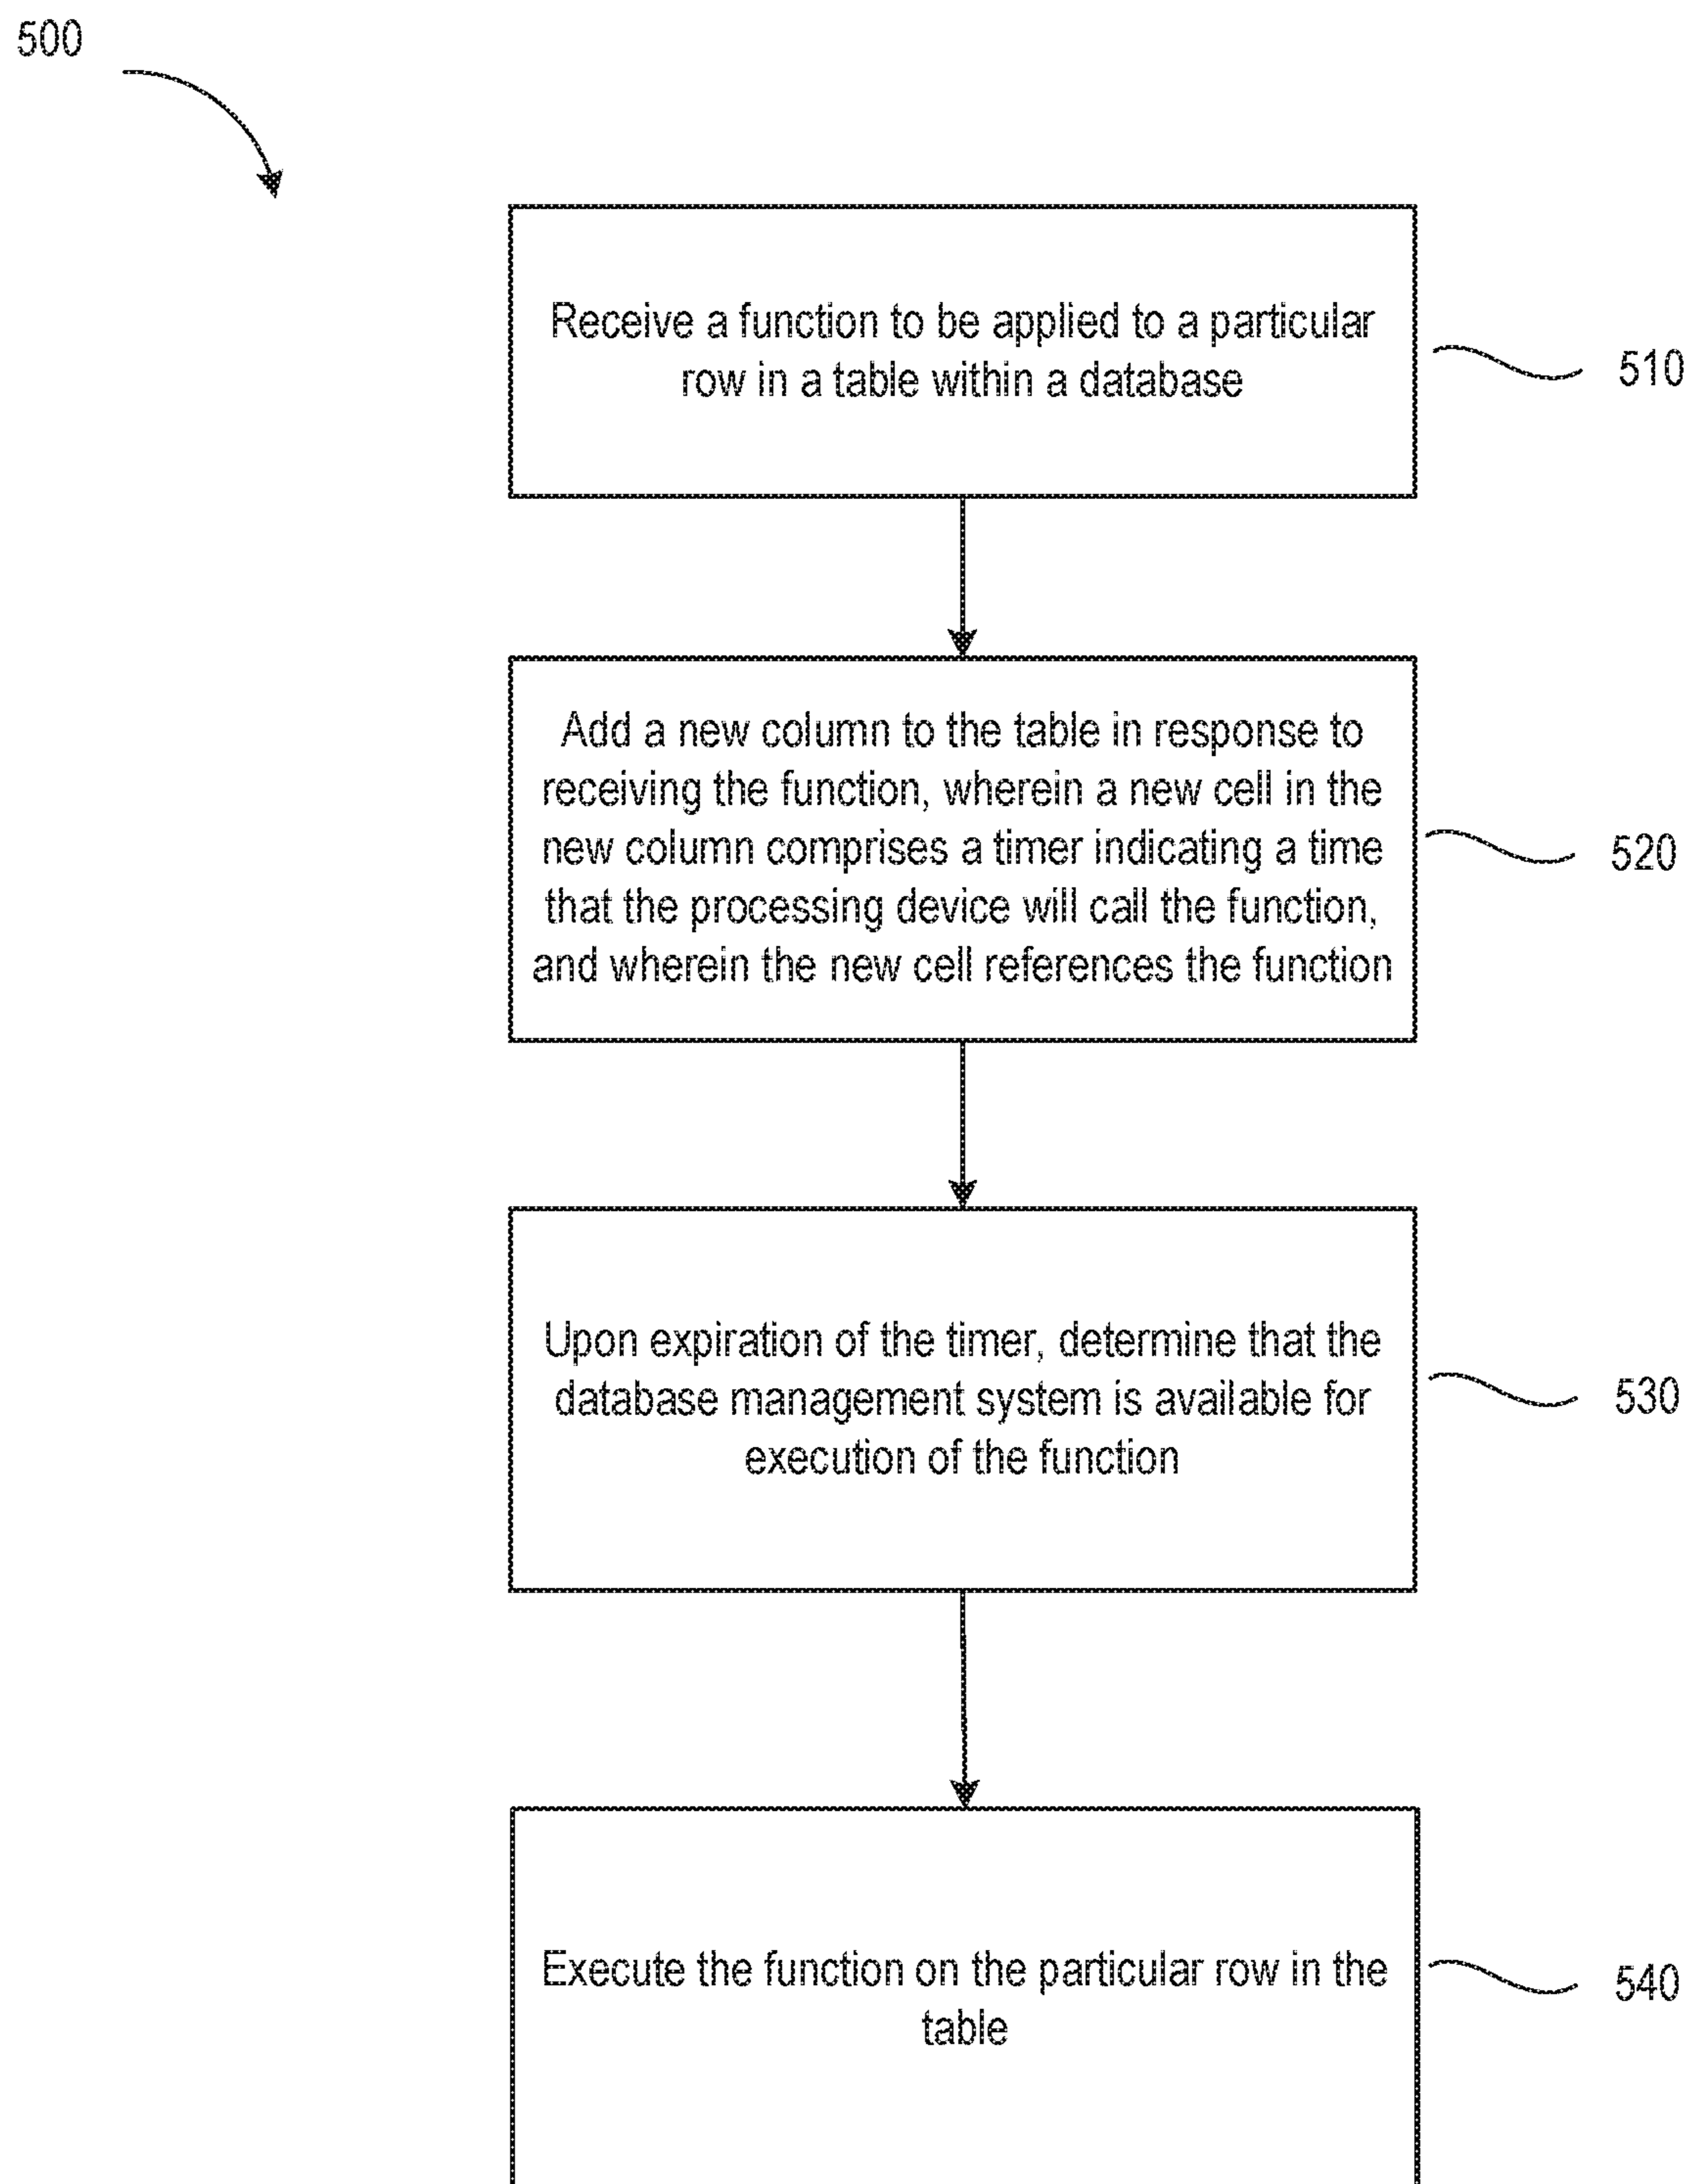 500
Receive a function to be applied to a particular
row in a table within a database
510
Add a new column to the table in response to
receiving the function, wherein a new cell in the
new column comprises a timer indicating a time
that the processing device will call the function,
and wherein the new cell references the function
520
Upon expiration of the timer, determine that the
database management system is available for
execution of the function
530
Execute the function on the particular row in the
table
540